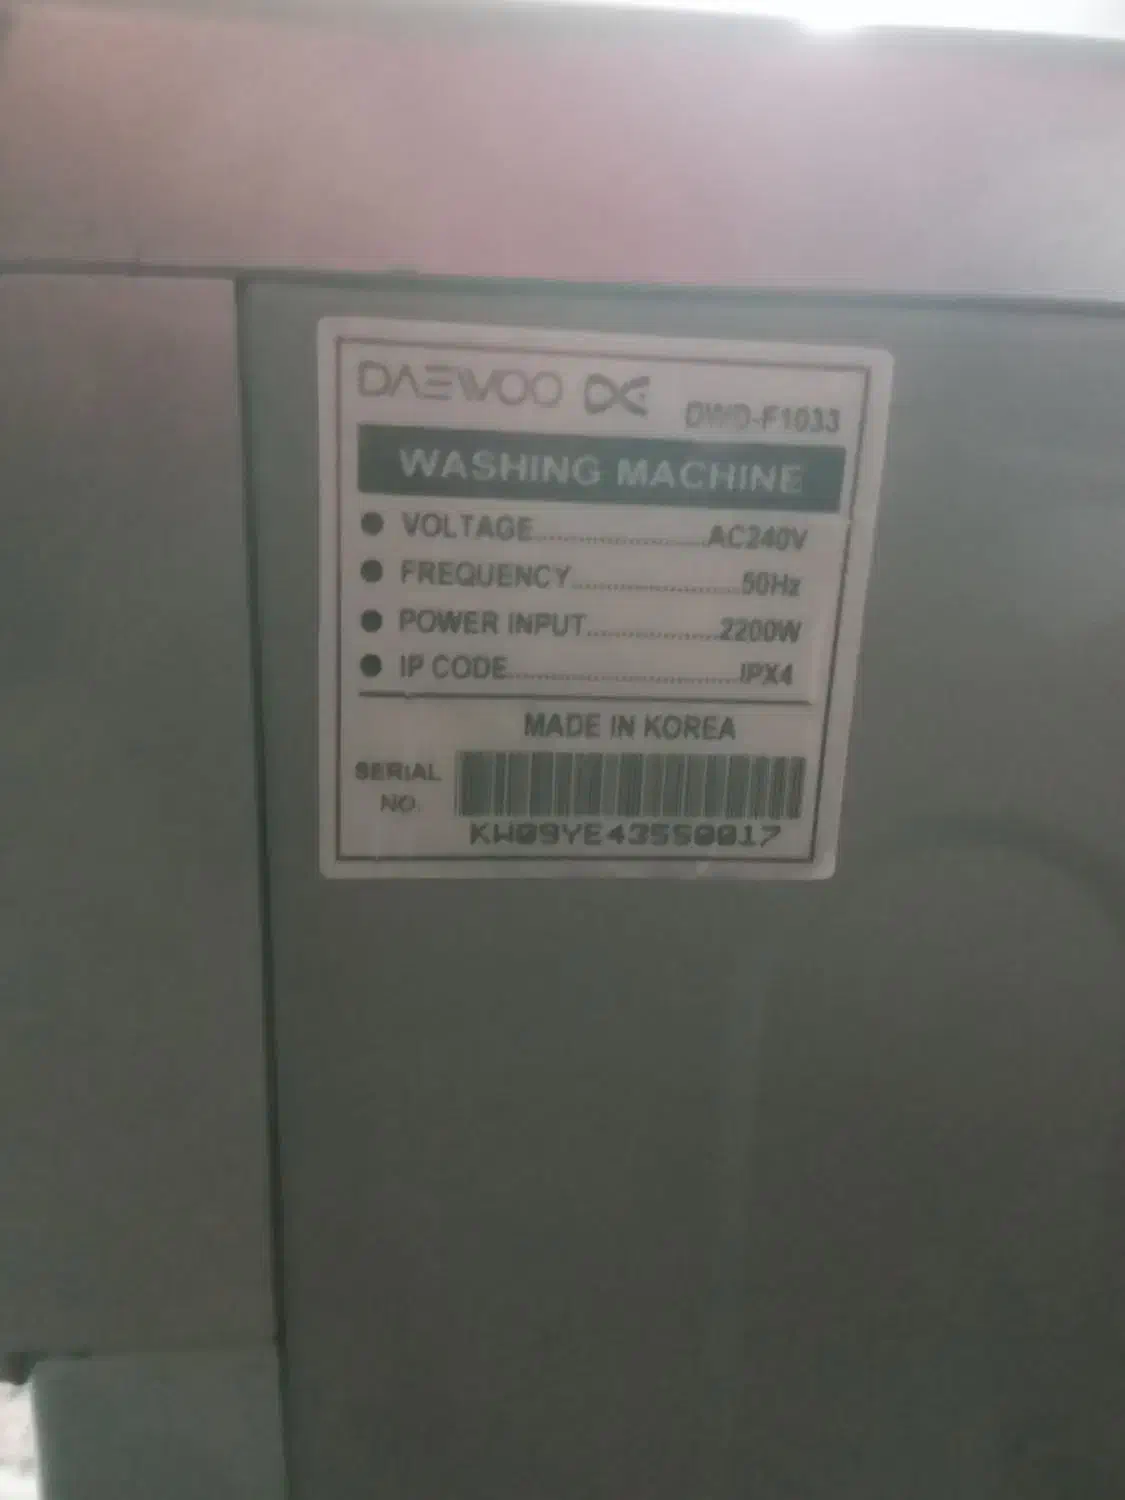 DAEWOO
DWD-F1033
WASHING MACHINE
● VOLTAGE........................AC240V
● FREQUENCY........................50Hz
● POWER INPUT..................2200W
● IP CODE................................IPX4
MADE IN KOREA
SERIAL NO.
KW09YE43550017